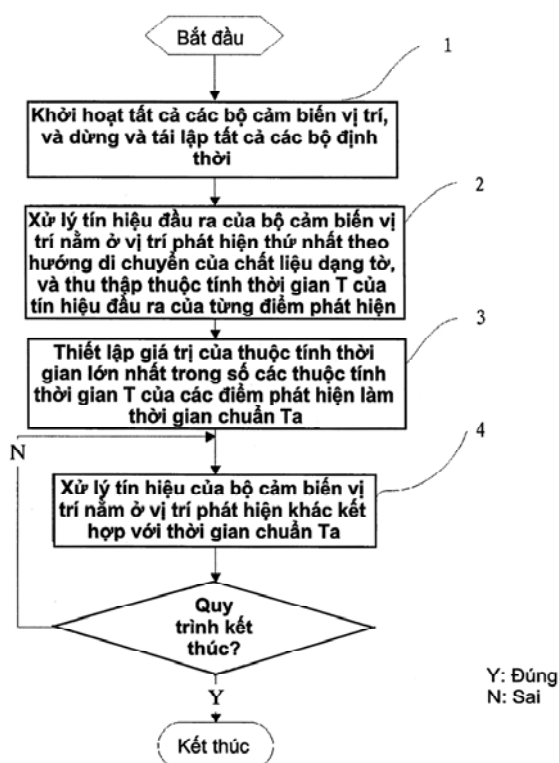 Bắt đầu
1
Khởi hoạt tất cả các bộ cảm biến vị trí,
và dừng và tái lập tất cả các bộ định
thời
2
Xử lý tín hiệu đầu ra của bộ cảm biến vị
trí nằm ở vị trí phát hiện thứ nhất theo
hướng di chuyển của chất liệu dạng tờ,
và thu thập thuộc tính thời gian T của
tín hiệu đầu ra của từng điểm phát hiện
3
Thiết lập giá trị của thuộc tính thời
gian lớn nhất trong số các thuộc tính
thời gian T của các điểm phát hiện làm
thời gian chuẩn Ta
N
4
Xử lý tín hiệu của bộ cảm biến vị
trí nằm ở vị trí phát hiện khác kết
hợp với thời gian chuẩn Ta
Quy
trình kết
thúc?
Y
Y: Đúng
N: Sai
Kết thúc